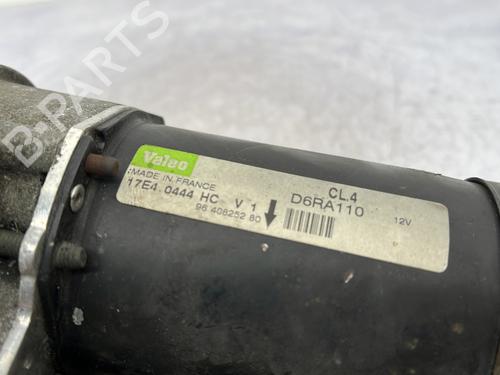 B-PARTS
Valeo
MADE IN FRANCE
17E4 0444 HC V 1
96 408252 80
CL.4
D6RA110
12V